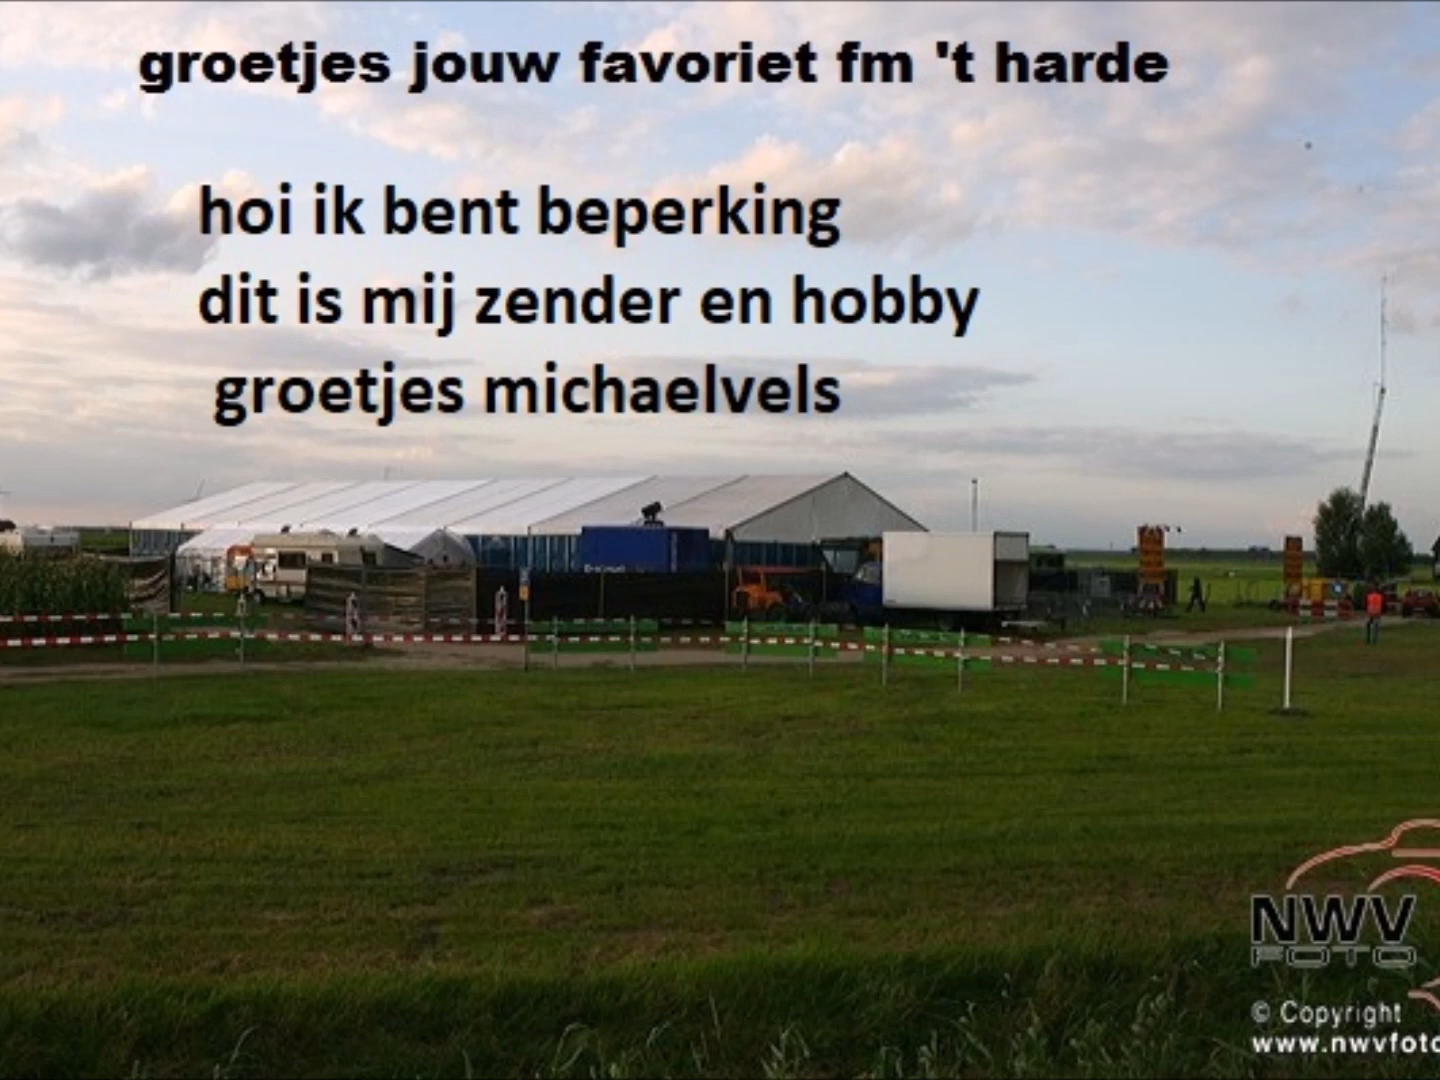 groetjes jouw favoriet fm 't harde
hoi ik bent beperking
dit is mij zender en hobby
groetjes michaelvels
NWV
FOTO
© Copyright
www.nwvfoto